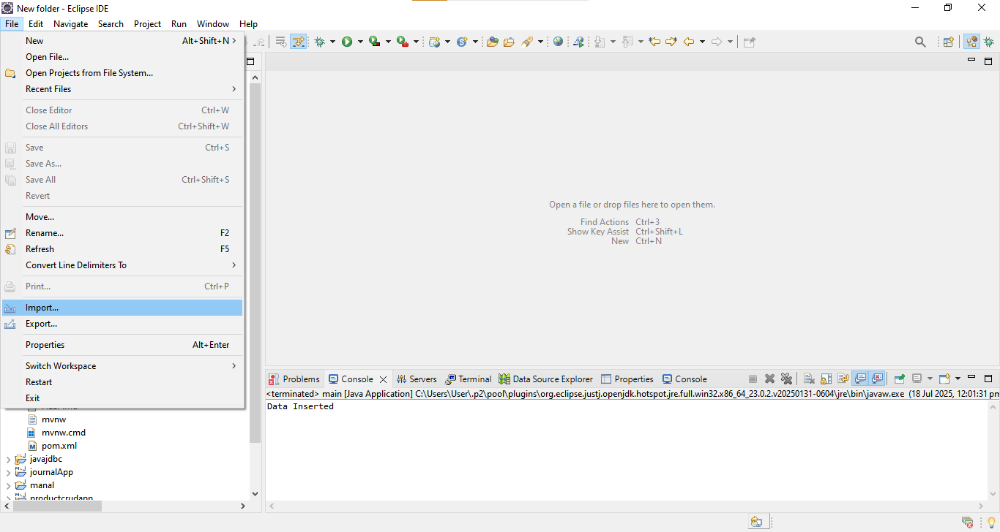 New folder - Eclipse IDE
File Edit Navigate Search Project Run Window Help
New Alt+Shift+N
Open File...
Open Projects from File System...
Recent Files
Close Editor Ctrl+W
Close All Editors Ctrl+Shift+W
Save Ctrl+S
Save As...
Save All Ctrl+Shift+S
Revert
Move...
Rename... F2
Refresh F5
Convert Line Delimiters To
Print... Ctrl+P
Import...
Export...
Properties Alt+Enter
Switch Workspace
Restart
Exit
mvnw
mvnw.cmd
pom.xml
javajdbc
journalApp
manal
productcrudapp
Open a file or drop files here to open them.
Find Actions Ctrl+3
Show Key Assist Ctrl+Shift+L
New Ctrl+N
Problems Console Servers Terminal Data Source Explorer Properties Console
<terminated> main [Java Application] C:\Users\User\.p2\pool\plugins\org.eclipse.justj.openjdk.hotspot.jre.full.win32.x86_64_23.0.2.v20250131-0604\jre\bin\javaw.exe (18 Jul 2025, 12:01:31 pm
Data Inserted